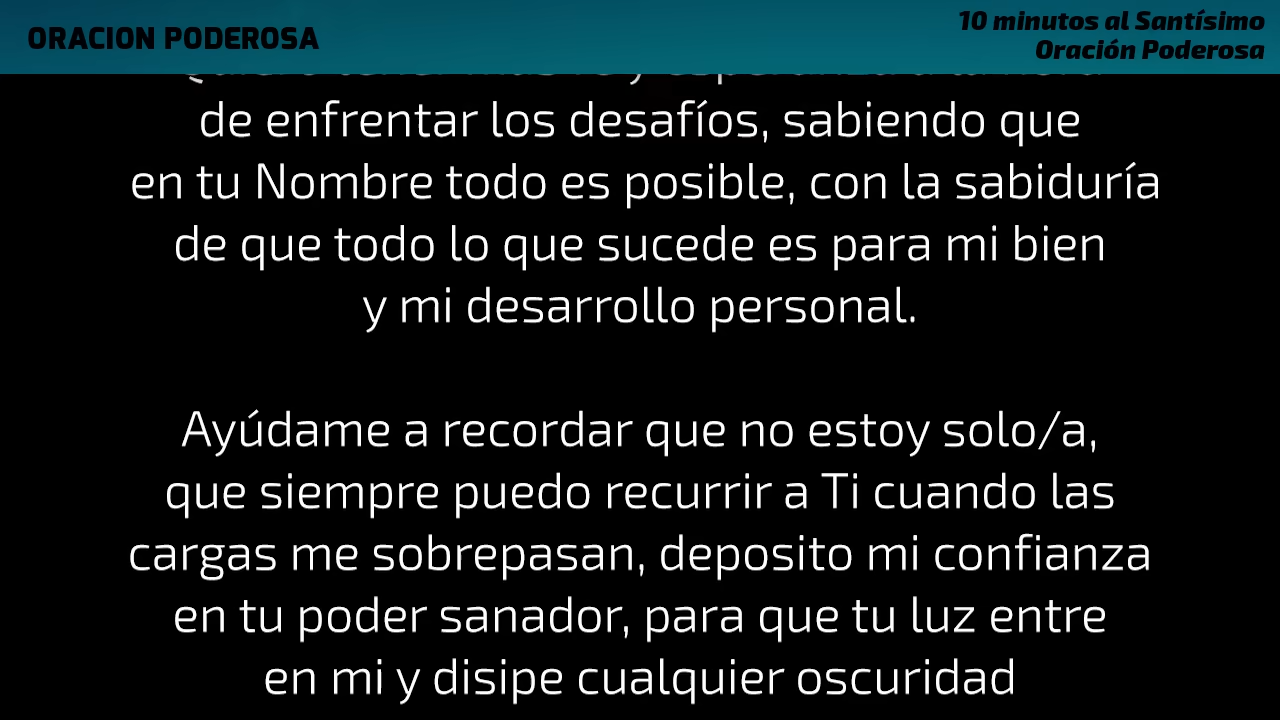 ORACION PODEROSA
10 minutos al Santísimo
Oración Poderosa
de enfrentar los desafíos, sabiendo que
en tu Nombre todo es posible, con la sabiduría
de que todo lo que sucede es para mi bien
y mi desarrollo personal.
Ayúdame a recordar que no estoy solo/a,
que siempre puedo recurrir a Ti cuando las
cargas me sobrepasan, deposito mi confianza
en tu poder sanador, para que tu luz entre
en mi y disipe cualquier oscuridad